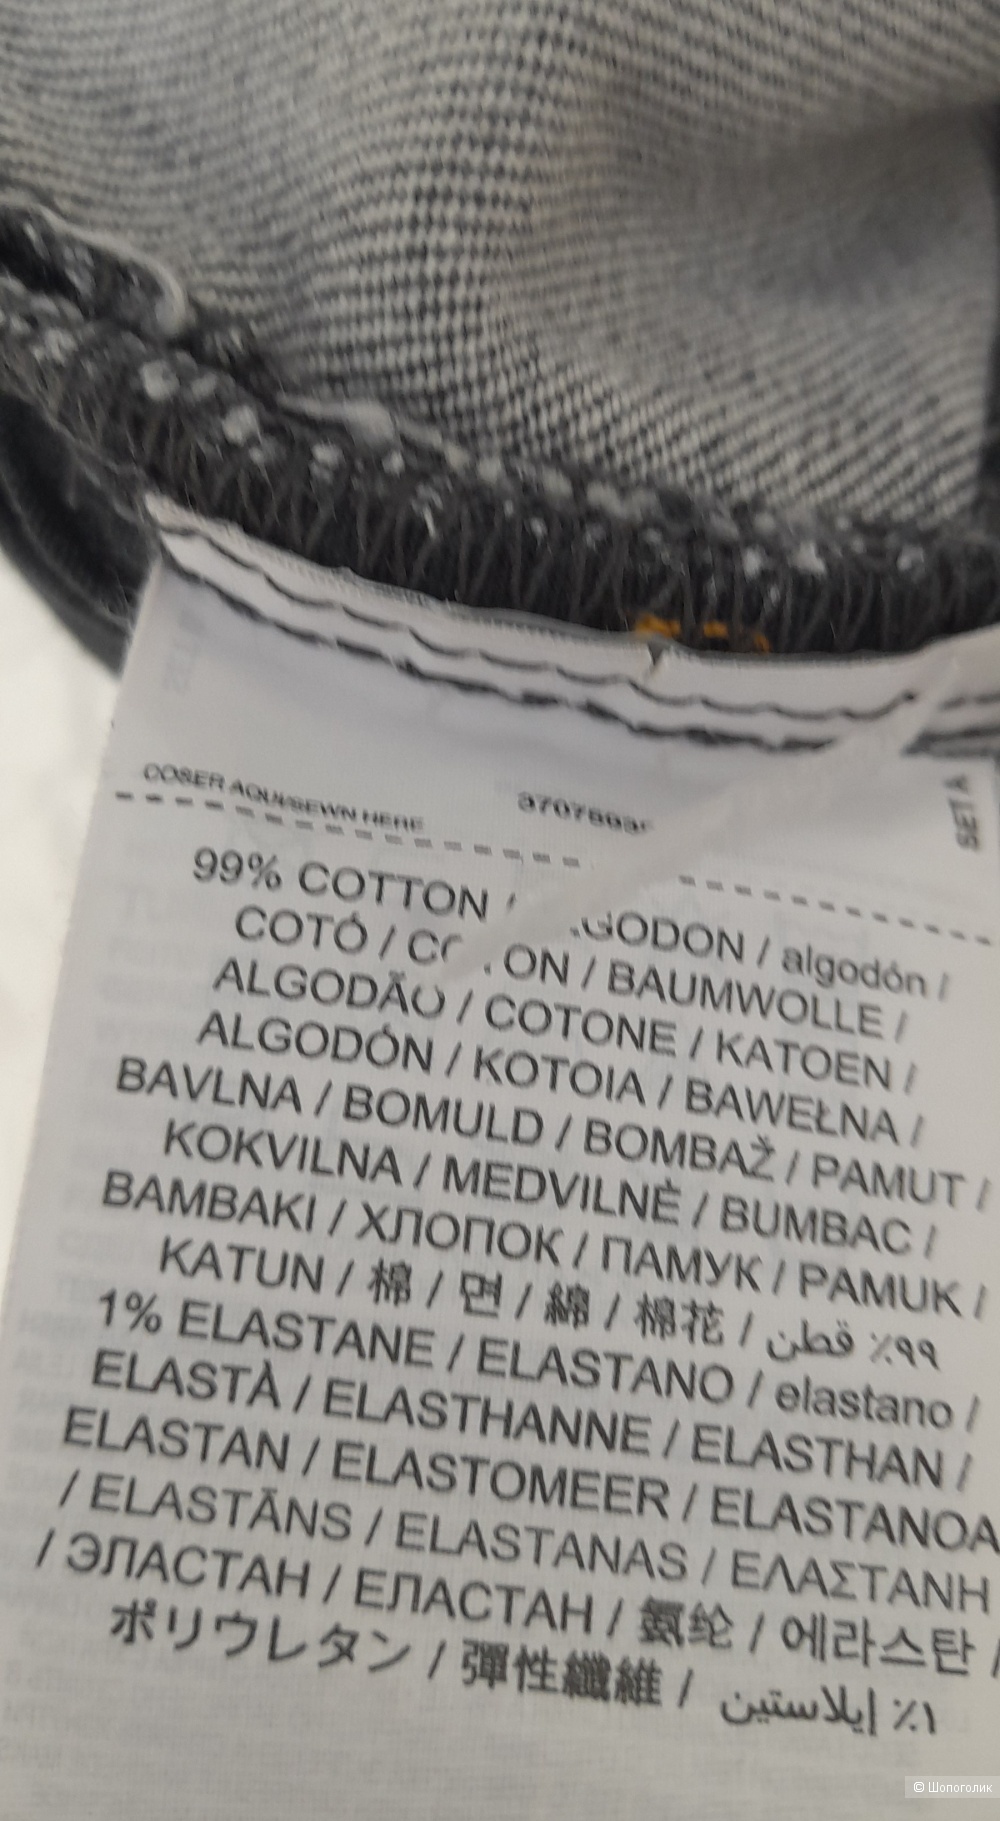 COSER AQUI/SEWN HERE
SET A
99% COTTON / ALGODON / algodón /
COTÓ / COTON / BAUMWOLLE /
ALGODÃO / COTONE / KATOEN /
ALGODÓN / KOTOIA / BAWEŁNA /
BAVLNA / BOMULD / BOMBAŽ / PAMUT /
KOKVILNA / MEDVILNĖ / BUMBAC /
BAMBAKI / ХЛОПОК / ПАМУК / PAMUK /
KATUN / 棉 / 면 / 綿 / 棉花 / ٩٩٪ قطن
1% ELASTANE / ELASTANO / elastano /
ELASTÀ / ELASTHANNE / ELASTHAN /
ELASTAN / ELASTOMEER / ELASTANOA
/ ELASTĀNS / ELASTANAS / ΕΛΑΣΤΑΝΗ
/ ЭЛАСТАН / ЕЛАСТАН / 氨纶 / 에라스탄 /
ポリウレタン / 彈性纖維 / ١٪ إيلاستين
© Шопоголик